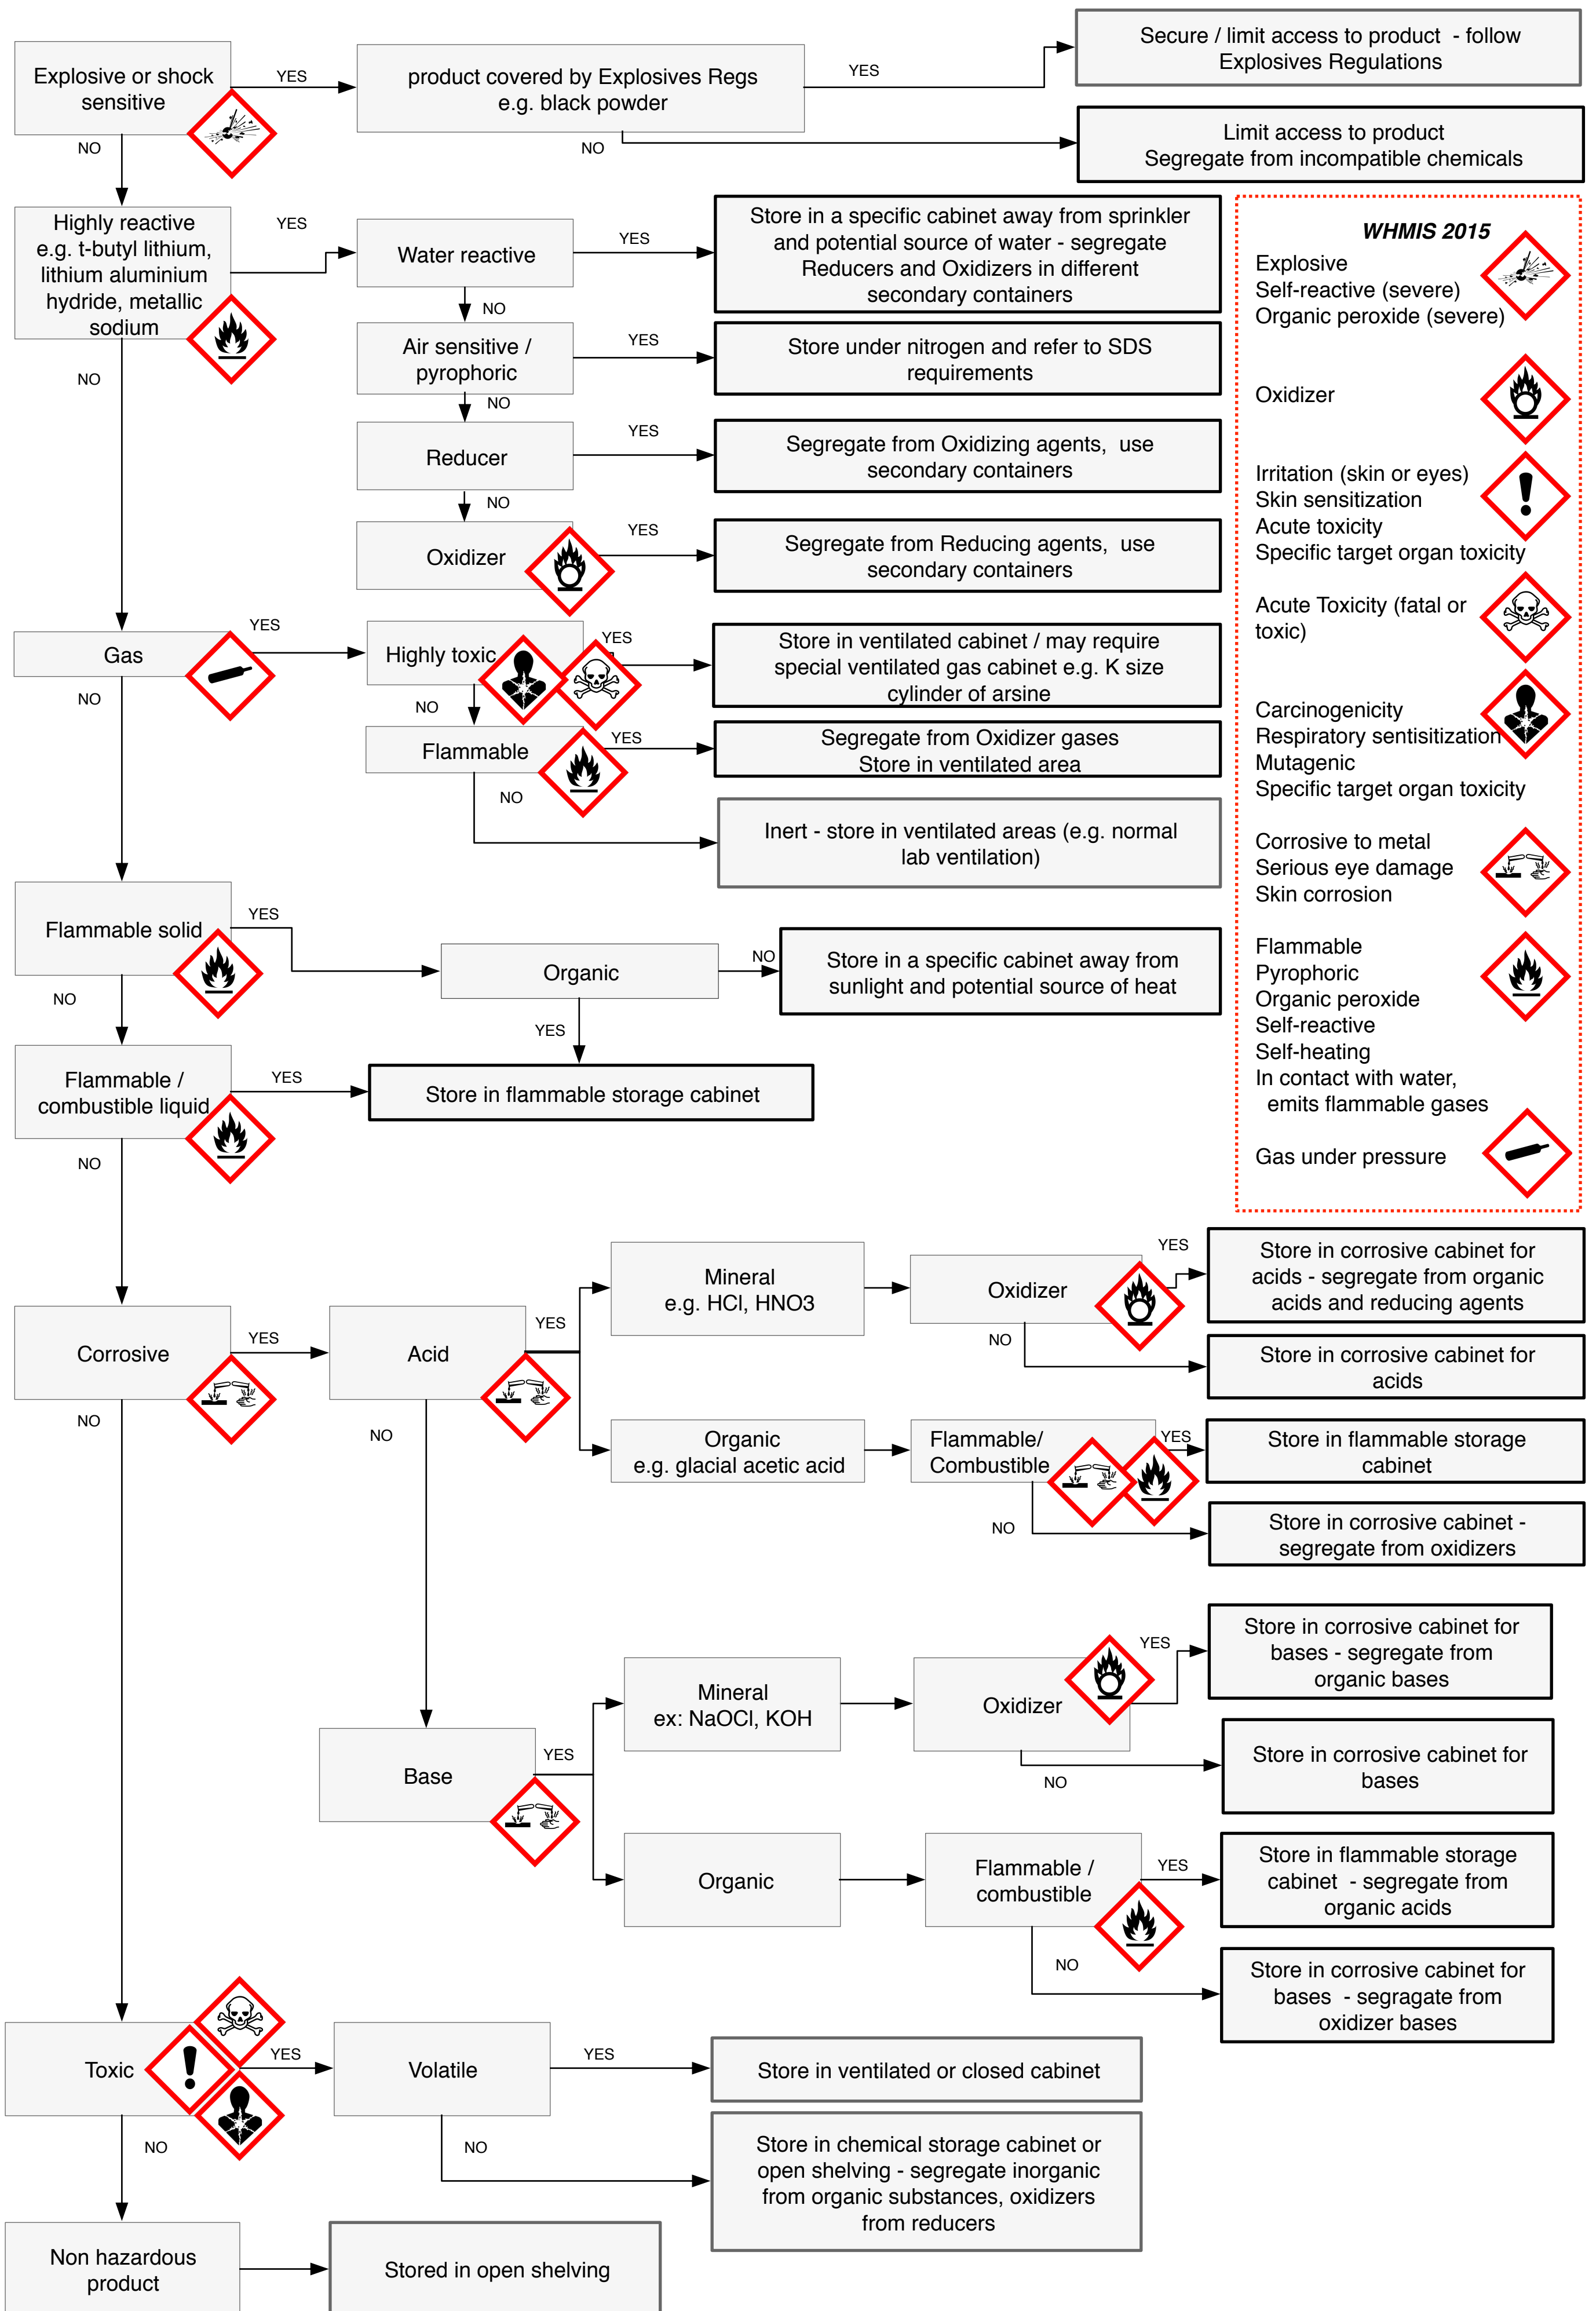 Explosive or shock
sensitive
YES
product covered by Explosives Regs
e.g. black powder
YES
Secure / limit access to product - follow
Explosives Regulations
NO
NO
Limit access to product
Segregate from incompatible chemicals
Highly reactive
e.g. t-butyl lithium,
lithium aluminium
hydride, metallic
sodium
YES
Water reactive
YES
Store in a specific cabinet away from sprinkler
and potential source of water - segregate
Reducers and Oxidizers in different
secondary containers
NO
NO
Air sensitive /
pyrophoric
YES
Store under nitrogen and refer to SDS
requirements
NO
Reducer
YES
Segregate from Oxidizing agents, use
secondary containers
NO
Oxidizer
YES
Segregate from Reducing agents, use
secondary containers
WHMIS 2015
Explosive
Self-reactive (severe)
Organic peroxide (severe)
Oxidizer
Irritation (skin or eyes)
Skin sensitization
Acute toxicity
Specific target organ toxicity
Acute Toxicity (fatal or
toxic)
Carcinogenicity
Respiratory sentisitization
Mutagenic
Specific target organ toxicity
Corrosive to metal
Serious eye damage
Skin corrosion
Flammable
Pyrophoric
Organic peroxide
Self-reactive
Self-heating
In contact with water,
emits flammable gases
Gas under pressure
Gas
YES
Highly toxic
YES
Store in ventilated cabinet / may require
special ventilated gas cabinet e.g. K size
cylinder of arsine
NO
NO
Flammable
YES
Segregate from Oxidizer gases
Store in ventilated area
NO
Inert - store in ventilated areas (e.g. normal
lab ventilation)
Flammable solid
YES
Organic
NO
Store in a specific cabinet away from
sunlight and potential source of heat
NO
YES
Flammable /
combustible liquid
YES
Store in flammable storage cabinet
NO
Corrosive
YES
Acid
YES
Mineral
e.g. HCl, HNO3
Oxidizer
YES
Store in corrosive cabinet for
acids - segregate from organic
acids and reducing agents
NO
Store in corrosive cabinet for
acids
NO
NO
Organic
e.g. glacial acetic acid
Flammable/
Combustible
YES
Store in flammable storage
cabinet
NO
Store in corrosive cabinet -
segregate from oxidizers
Base
YES
Mineral
ex: NaOCl, KOH
Oxidizer
YES
Store in corrosive cabinet for
bases - segregate from
organic bases
NO
Store in corrosive cabinet for
bases
Organic
Flammable /
combustible
YES
Store in flammable storage
cabinet - segregate from
organic acids
NO
Store in corrosive cabinet for
bases - segragate from
oxidizer bases
Toxic
YES
Volatile
YES
Store in ventilated or closed cabinet
NO
NO
Store in chemical storage cabinet or
open shelving - segregate inorganic
from organic substances, oxidizers
from reducers
Non hazardous
product
Stored in open shelving